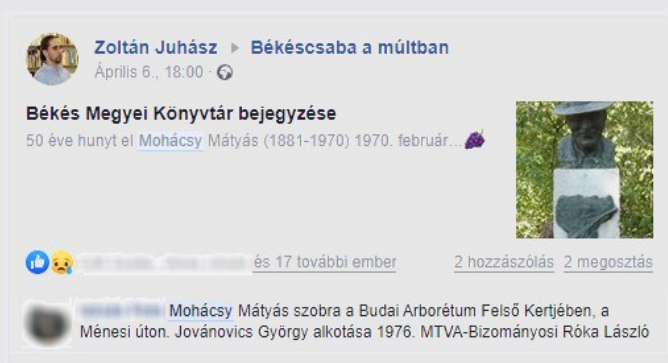 Zoltán Juhász ▸ Békéscsaba a múltban
Április 6., 18:00 ·
Békés Megyei Könyvtár bejegyzése
50 éve hunyt el Mohácsy Mátyás (1881-1970) 1970. február...🍇
és 17 további ember 2 hozzászólás 2 megosztás
Mohácsy Mátyás szobra a Budai Arborétum Felső Kertjében, a
Ménesi úton. Jovánovics György alkotása 1976. MTVA-Bizományosi Róka László